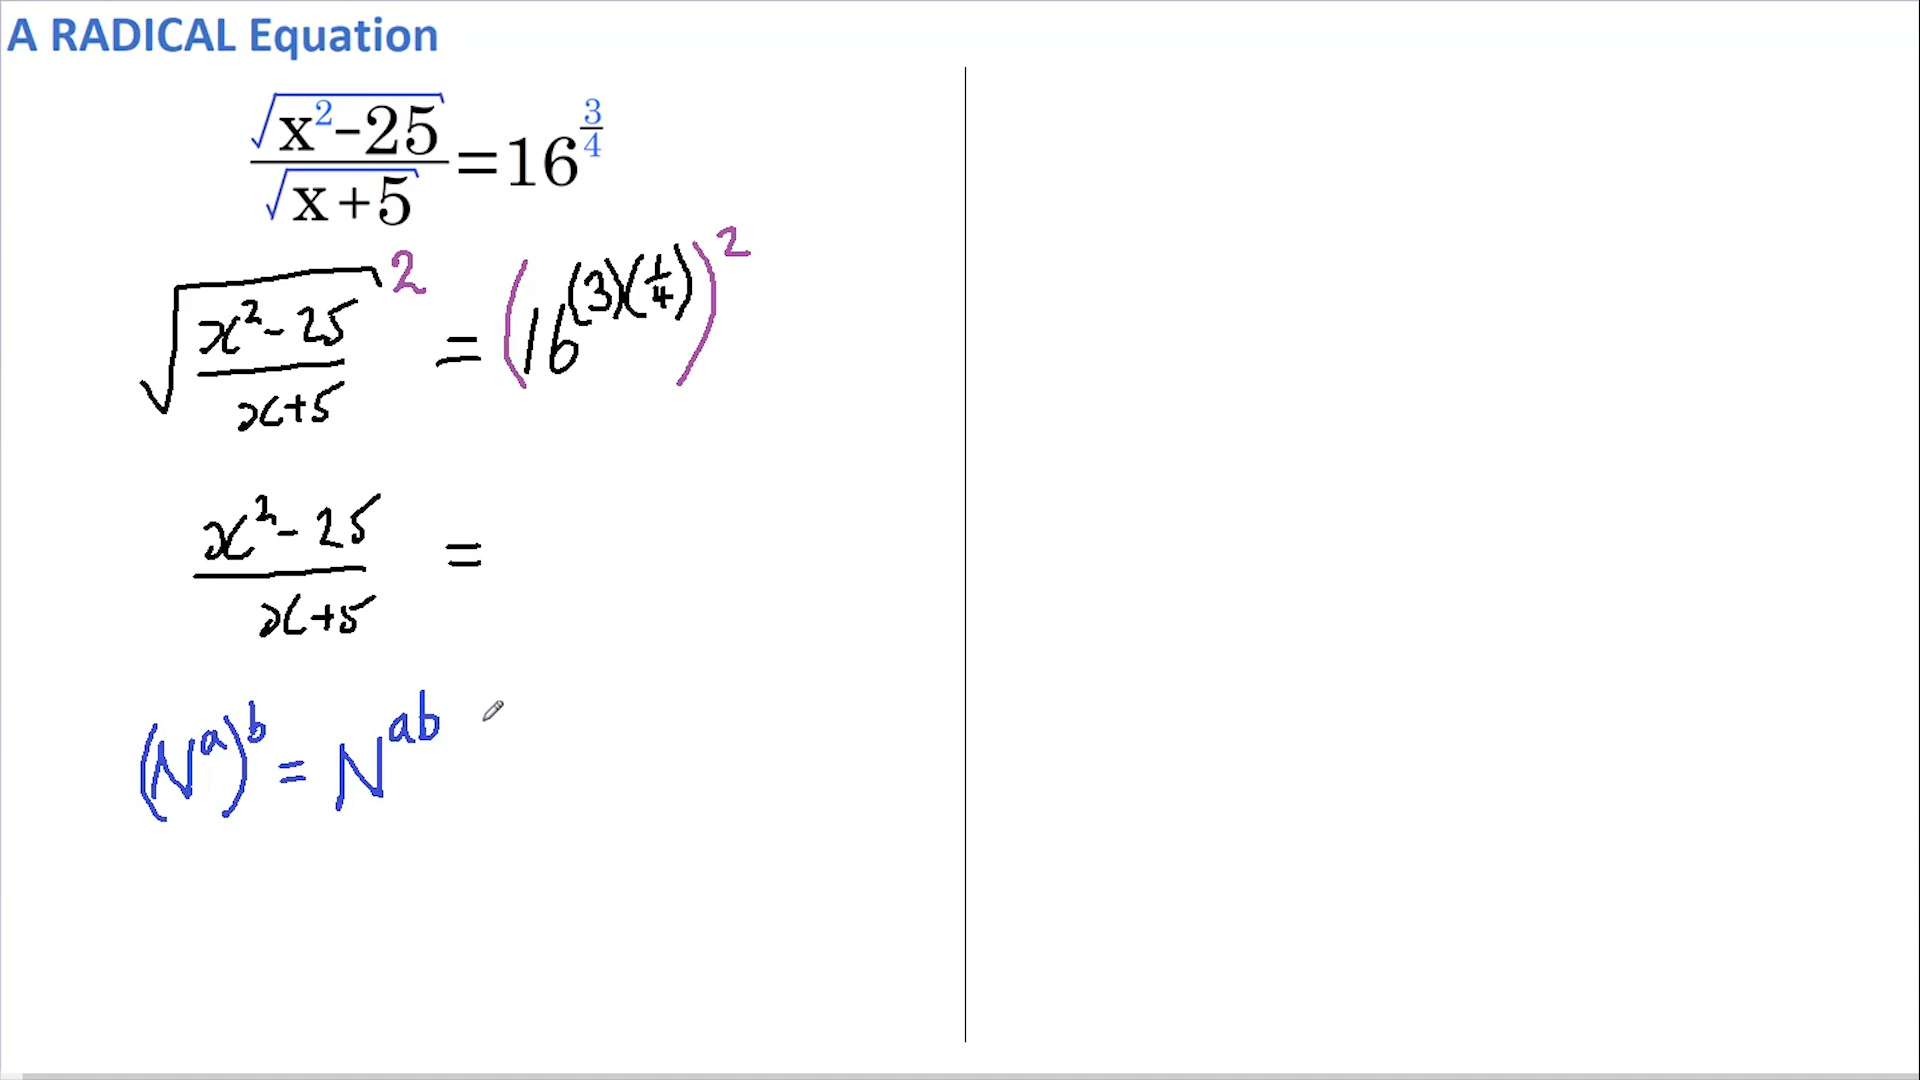 A RADICAL Equation
√(x²-25) / √(x+5) = 16^(3/4)
√((x²-25)/(x+5))² = (16^(3)(1/4))²
(x²-25)/(x+5) =
(N^a)^b = N^ab